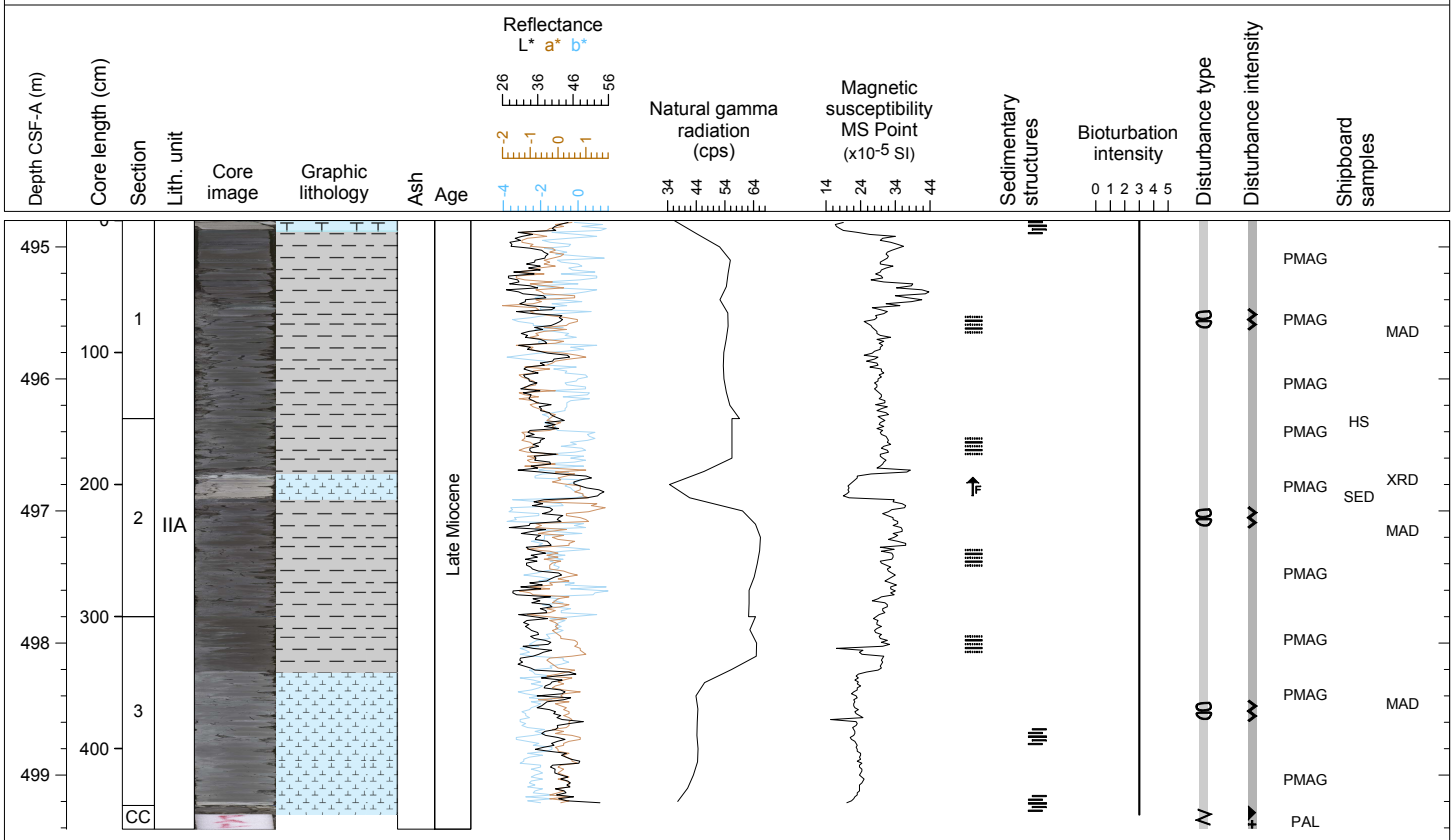 Depth CSF-A (m)
Core length (cm)
Section
Lith. unit
Core
image
Graphic
lithology
Ash
Age
Reflectance
L* a* b*
26 36 46 56
-2 -1 0 1
-4 -2 0
Natural gamma
radiation
(cps)
34 44 54 64
Magnetic
susceptibility
MS Point
(x10-5 SI)
14 24 34 44
Sedimentary
structures
Bioturbation
intensity
0 1 2 3 4 5
Disturbance type
Disturbance intensity
Shipboard
samples
495
496
497
498
499
0
100
200
300
400
1
2
3
CC
IIA
Late Miocene
F
PMAG
PMAG
MAD
PMAG
HS
PMAG
XRD
PMAG
SED
MAD
PMAG
PMAG
PMAG
MAD
PMAG
PAL